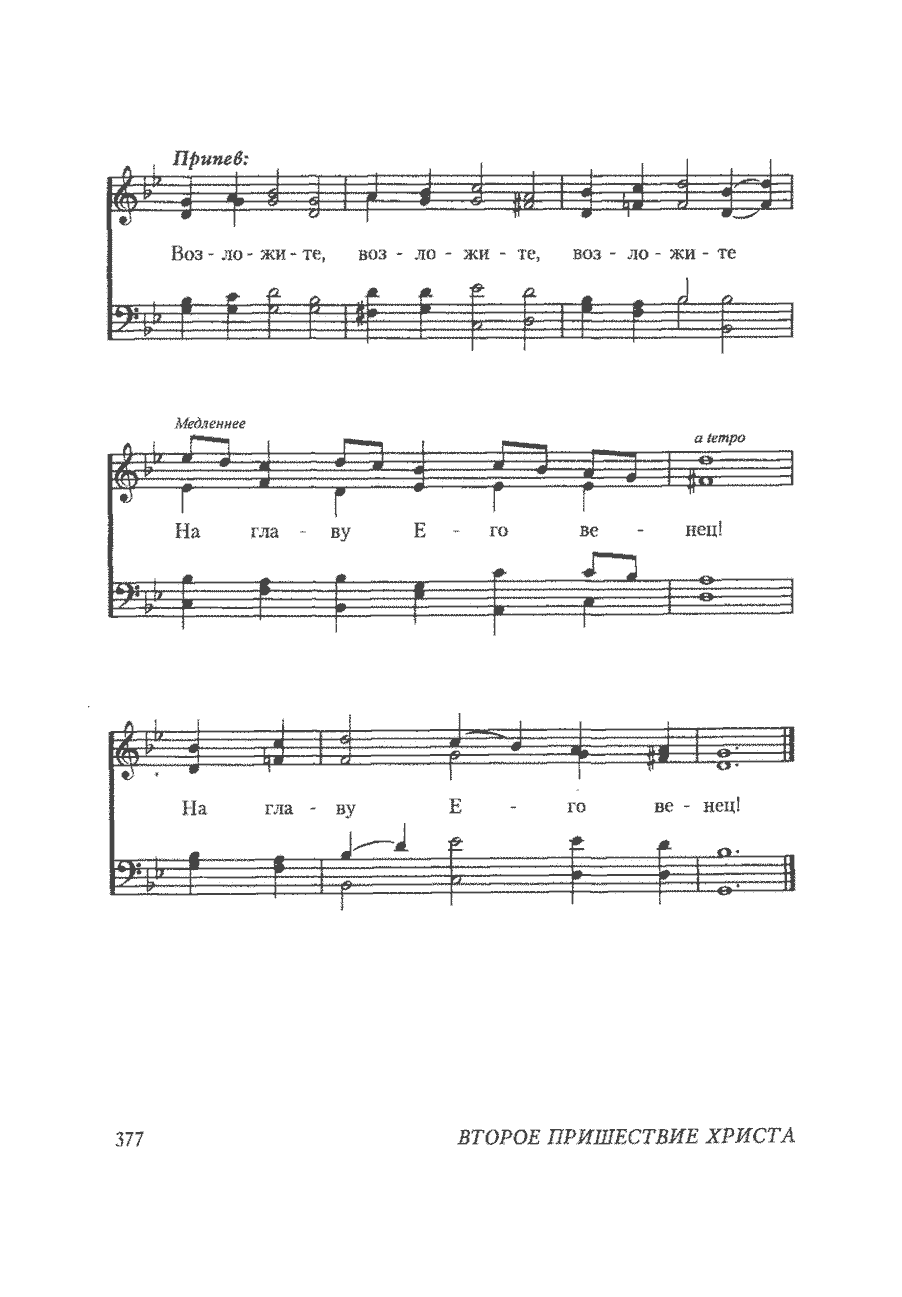 Припев:
Воз - ло - жи - те, воз - ло - жи - те, воз - ло - жи - те
Медленнее
a tempo
На гла - ву Е - го ве - нец!
На гла - ву Е - го ве - нец!
377
ВТОРОЕ ПРИШЕСТВИЕ ХРИСТА